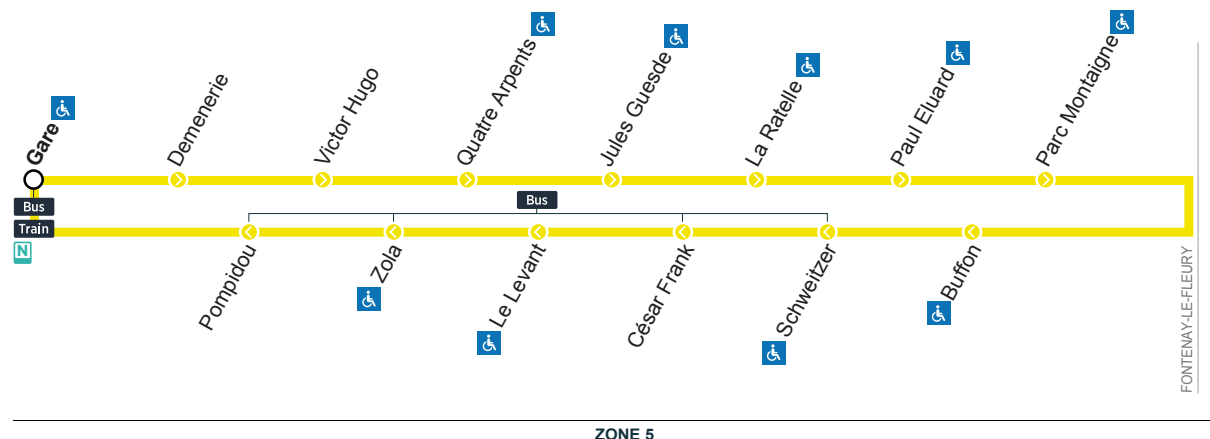 Gare
Demenerie
Victor Hugo
Quatre Arpents
Jules Guesde
La Ratelle
Paul Eluard
Parc Montaigne
Bus
Train
N
Bus
Pompidou
Zola
Le Levant
César Frank
Schweitzer
Buffon
FONTENAY-LE-FLEURY
ZONE 5